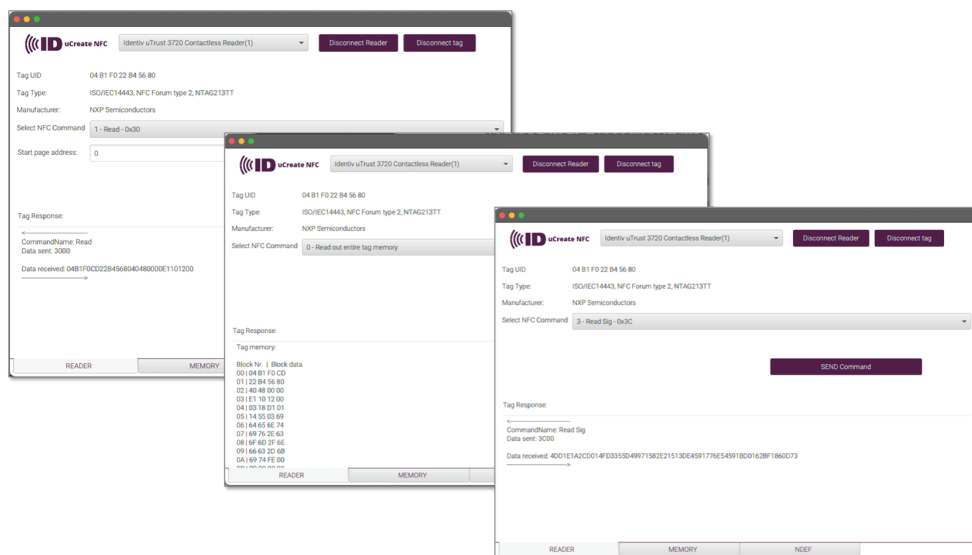 ID uCreate NFC Identiv uTrust 3720 Contactless Reader(1) Disconnect Reader Disconnect tag
Tag UID 04 B1 F0 22 B4 56 80
Tag Type: ISO/IEC14443, NFC Forum type 2, NTAG213TT
Manufacturer: NXP Semiconductors
Select NFC Command 1 - Read - 0x30
Start page address: 0
Tag Response:
<------------------------
CommandName: Read
Data sent: 3000
Data received: 04B1F0CD22B4568040480000E1101200
------------------------>
READER MEMORY
ID uCreate NFC Identiv uTrust 3720 Contactless Reader(1) Disconnect Reader Disconnect tag
Tag UID 04 B1 F0 22 B4 56 80
Tag Type: ISO/IEC14443, NFC Forum type 2, NTAG213TT
Manufacturer: NXP Semiconductors
Select NFC Command 0 - Read out entire tag memory
Tag Response:
Tag memory:
Block Nr. | Block data
00 | 04 B1 F0 CD
01 | 22 B4 56 80
02 | 40 48 00 00
03 | E1 10 12 00
04 | 03 18 D1 01
05 | 14 55 03 69
06 | 64 65 6E 74
07 | 69 76 2E 63
08 | 6F 6D 2F 6E
09 | 66 63 2D 6B
0A | 69 74 FE 00
READER MEMORY
ID uCreate NFC Identiv uTrust 3720 Contactless Reader(1) Disconnect Reader Disconnect tag
Tag UID 04 B1 F0 22 B4 56 80
Tag Type: ISO/IEC14443, NFC Forum type 2, NTAG213TT
Manufacturer: NXP Semiconductors
Select NFC Command 3 - Read Sig - 0x3C
SEND Command
Tag Response:
<------------------------
CommandName: Read Sig
Data sent: 3C00
Data received: 4DD1E1A2CD014FD3355D49971582E21513DE4591776E54591BD0162BF1860D73
------------------------>
READER MEMORY NDEF